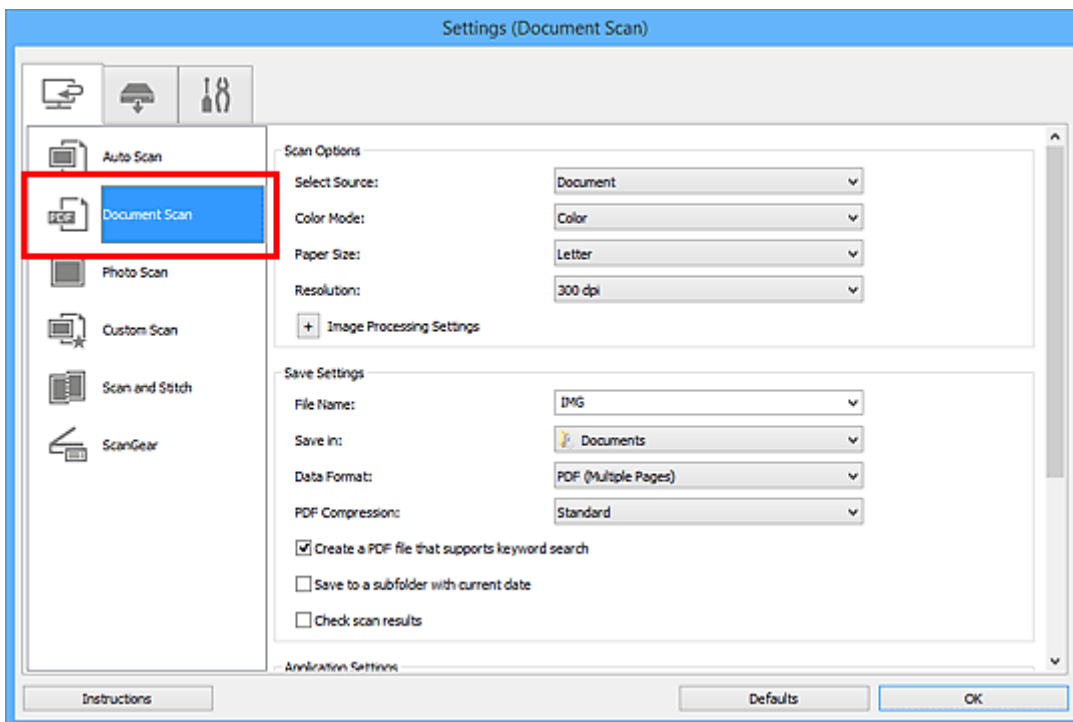 Settings (Document Scan)
Auto Scan
PDF
Document Scan
Photo Scan
Custom Scan
Scan and Stitch
ScanGear
Scan Options
Select Source: Document
Color Mode: Color
Paper Size: Letter
Resolution: 300 dpi
+ Image Processing Settings
Save Settings
File Name: IMG
Save in: Documents
Data Format: PDF (Multiple Pages)
PDF Compression: Standard
Create a PDF file that supports keyword search
Save to a subfolder with current date
Check scan results
Application Settings
Instructions Defaults OK